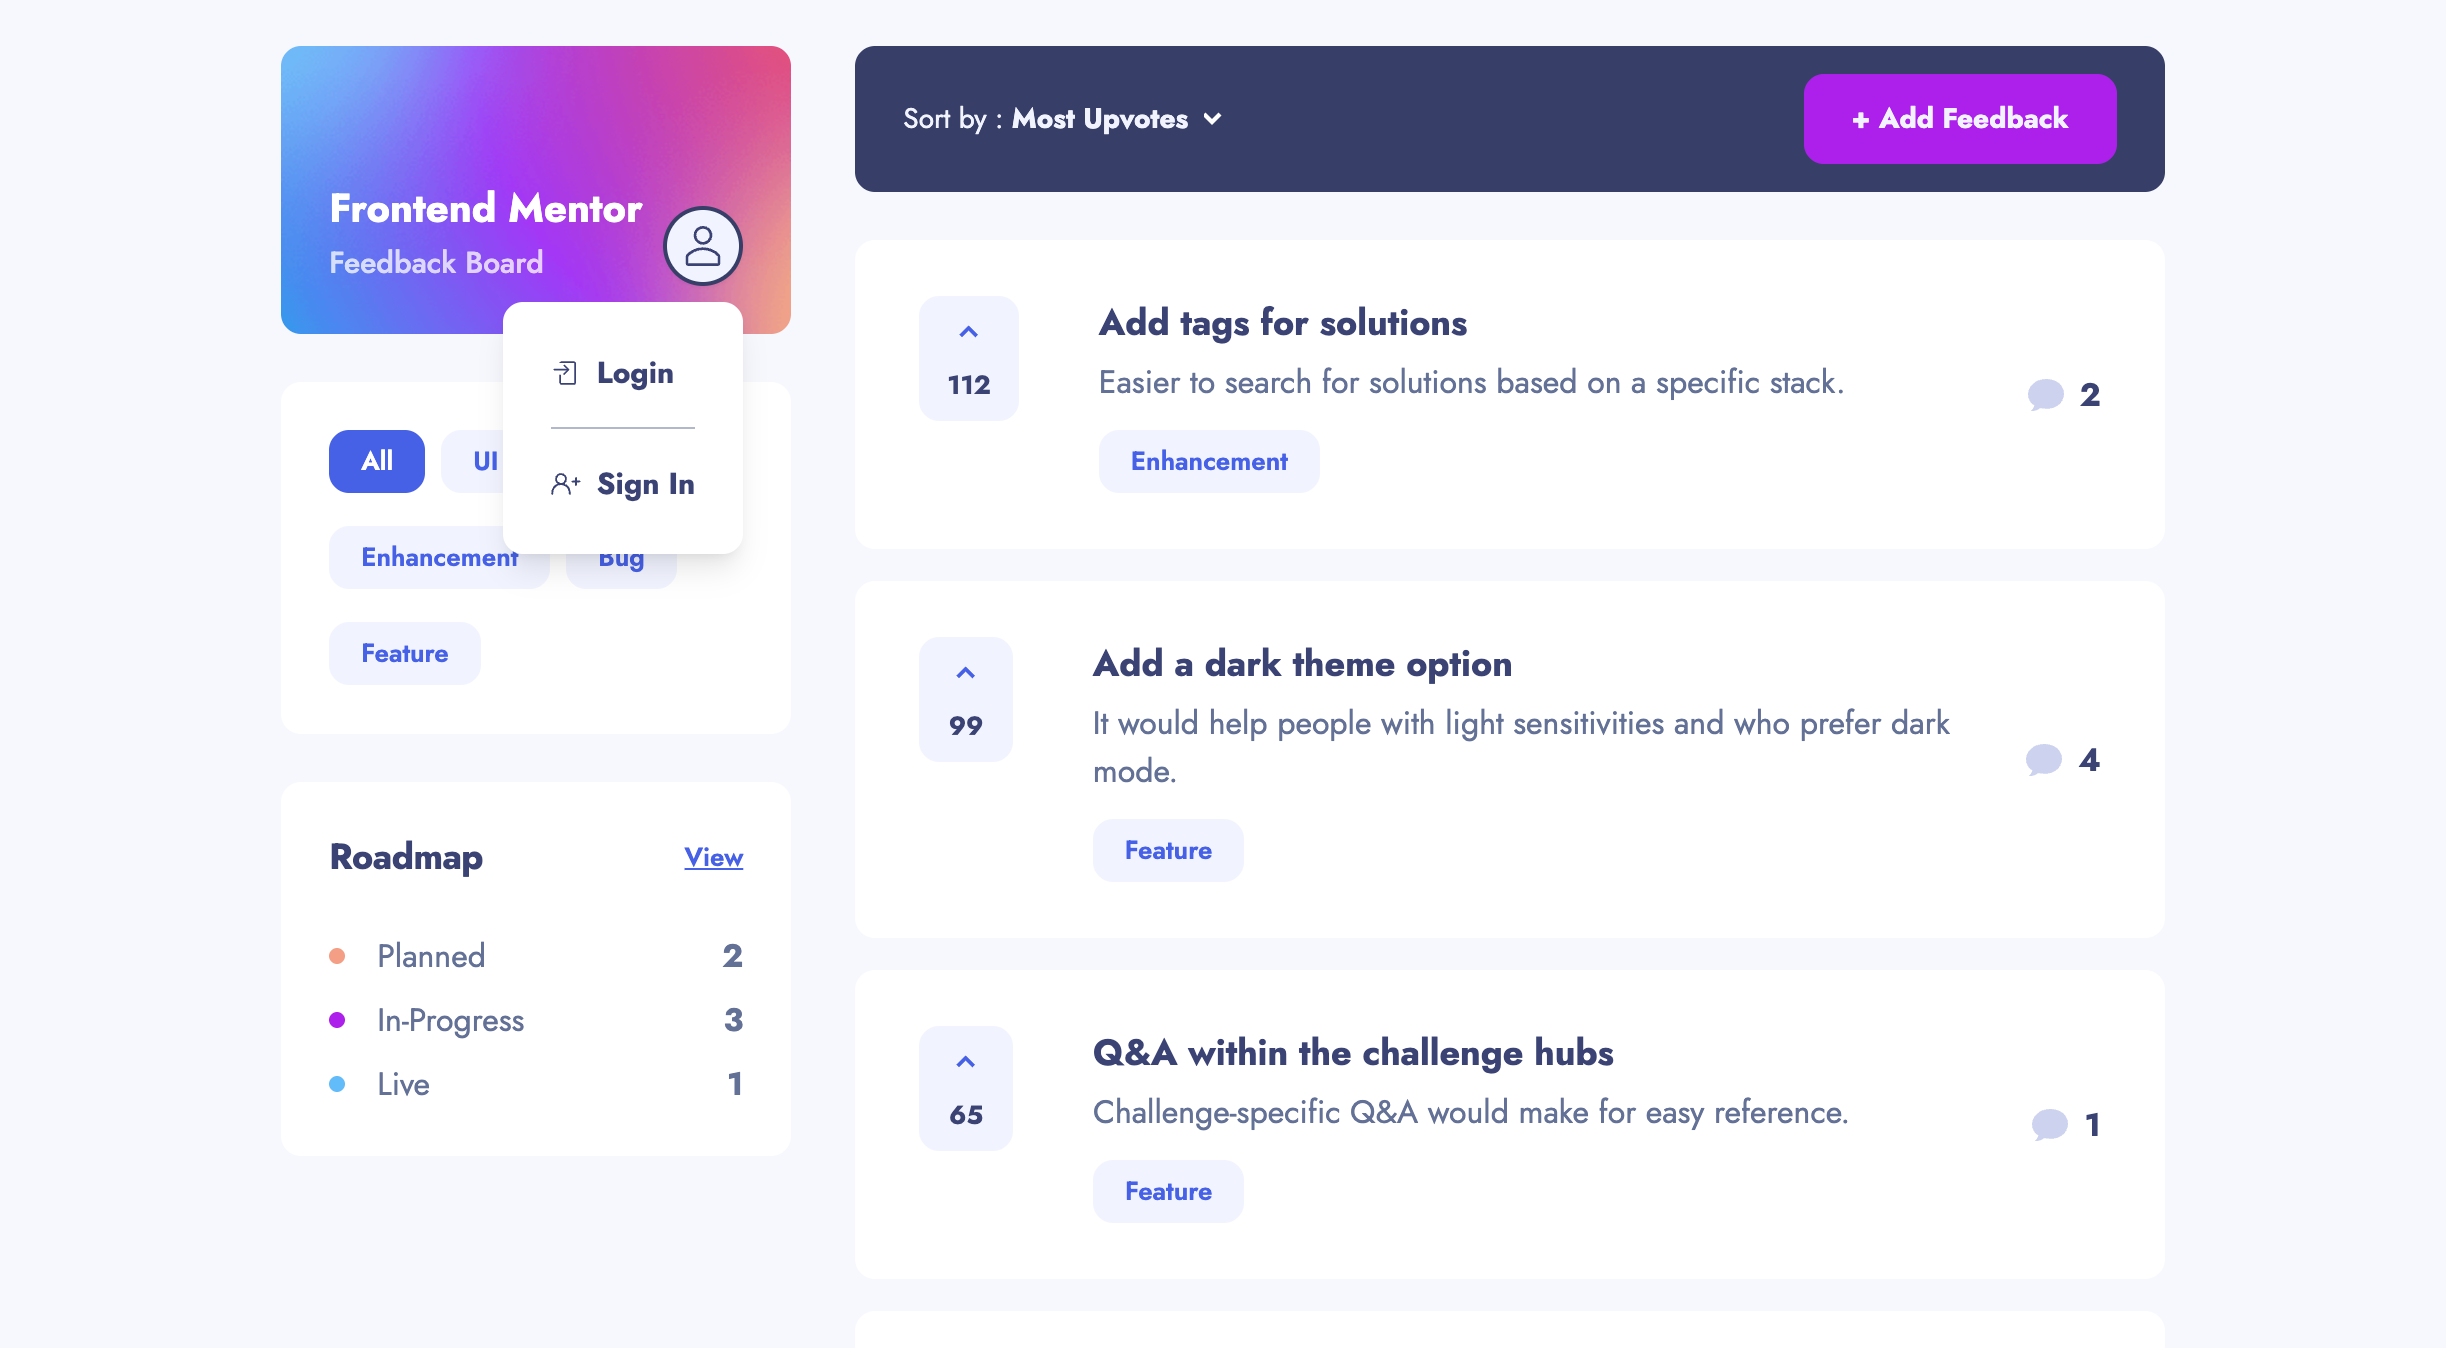 Frontend Mentor
Feedback Board
Login
Sign In
All
UI
Enhancement
Bug
Feature
Roadmap
View
Planned
2
In-Progress
3
Live
1
Sort by : Most Upvotes
+ Add Feedback
112
Add tags for solutions
Easier to search for solutions based on a specific stack.
Enhancement
2
99
Add a dark theme option
It would help people with light sensitivities and who prefer dark
mode.
Feature
4
65
Q&A within the challenge hubs
Challenge-specific Q&A would make for easy reference.
Feature
1